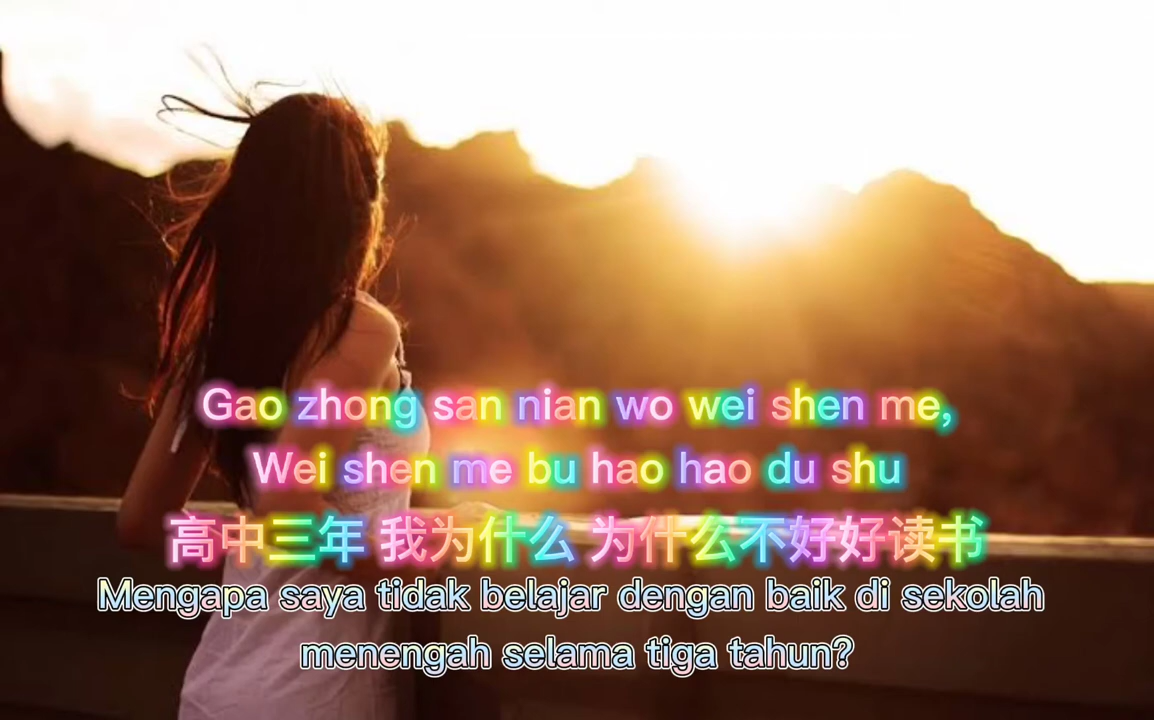 Gao zhong san nian wo wei shen me,
Wei shen me bu hao hao du shu
高中三年 我为什么 为什么不好好读书
Mengapa saya tidak belajar dengan baik di sekolah
menengah selama tiga tahun?